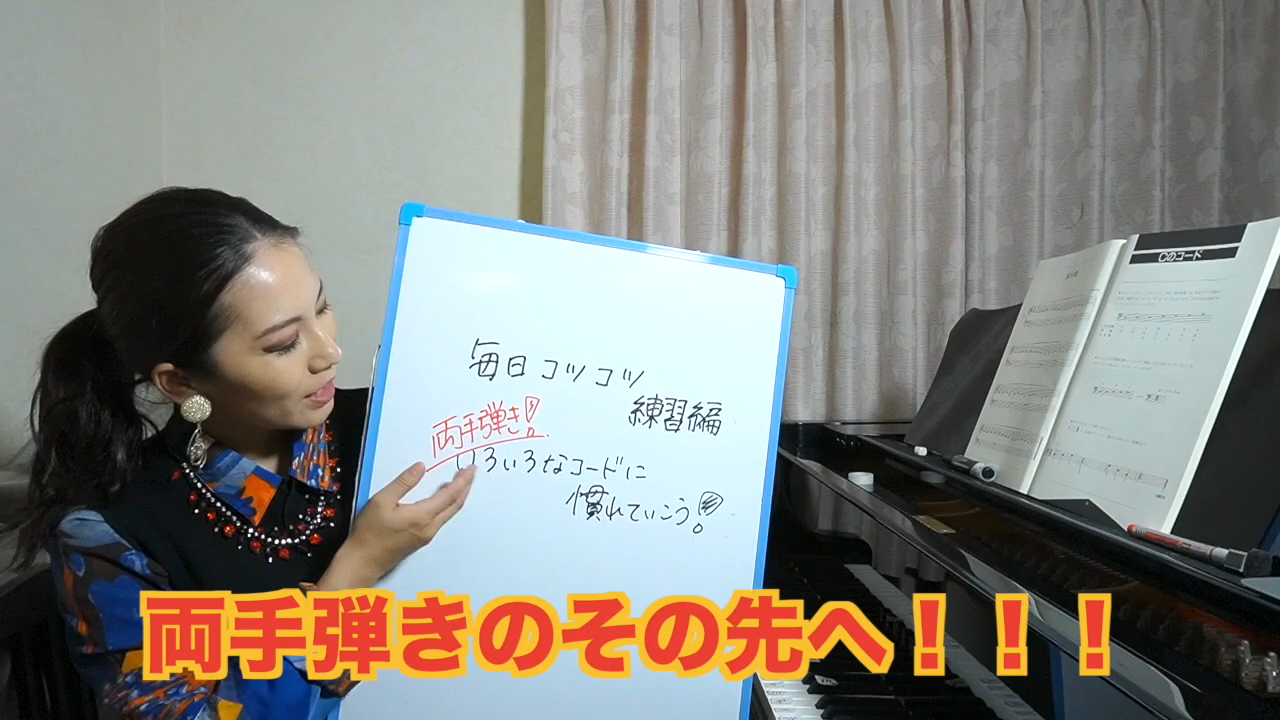 毎日コツコツ
練習編
両手弾き!
いろいろなコードに
慣れていこう!
Cのコード
両手弾きのその先へ！！！